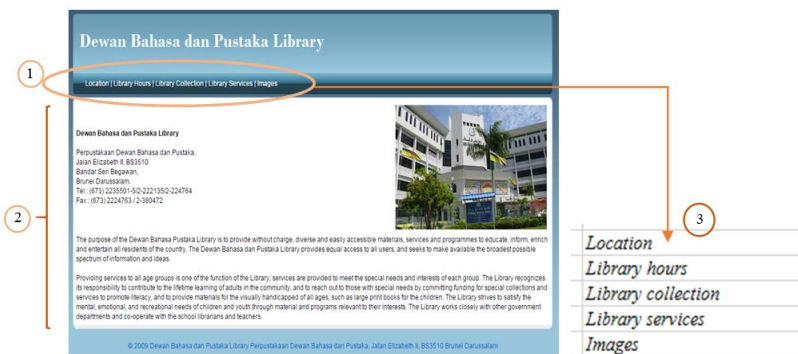 Dewan Bahasa dan Pustaka Library
1
Location | Library Hours | Library Collection | Library Services | Images
2
Dewan Bahasa dan Pustaka Library
Perpustakaan Dewan Bahasa dan Pustaka,
Jalan Elizabeth II, BS3510
Bandar Seri Begawan,
Brunei Darussalam.
Tel : (673) 2235501-5/2-222135/2-224764
Fax : (673) 2224763 / 2-380472
The purpose of the Dewan Bahasa Pustaka Library is to provide without charge, diverse and easily accessible materials, services and programmes to educate, inform, enrich
and entertain all residents of the country. The Dewan Bahasa dan Pustaka Library provides equal access to all users, and seeks to make available the broadest possible
spectrum of information and ideas.
Providing services to all age groups is one of the function of the Library, services are provided to meet the special needs and interests of each group. The Library recognizes
its responsibility to contribute to the lifetime learning of adults in the community, and to reach out to those with special needs by committing funding for special collections and
services to promote literacy, and to provide materials for the visually handicapped of all ages, such as large print books for the children. The Library strives to satisfy the
mental, emotional, and recreational needs of children and youth through material and programs relevant to their interests. The Library works closely with other government
departments and co-operate with the school librarians and teachers.
© 2009 Dewan Bahasa dan Pustaka Library Perpustakaan Dewan Bahasa dan Pustaka, Jalan Elizabeth II, BS3510 Brunei Darussalam
3
Location
Library hours
Library collection
Library services
Images